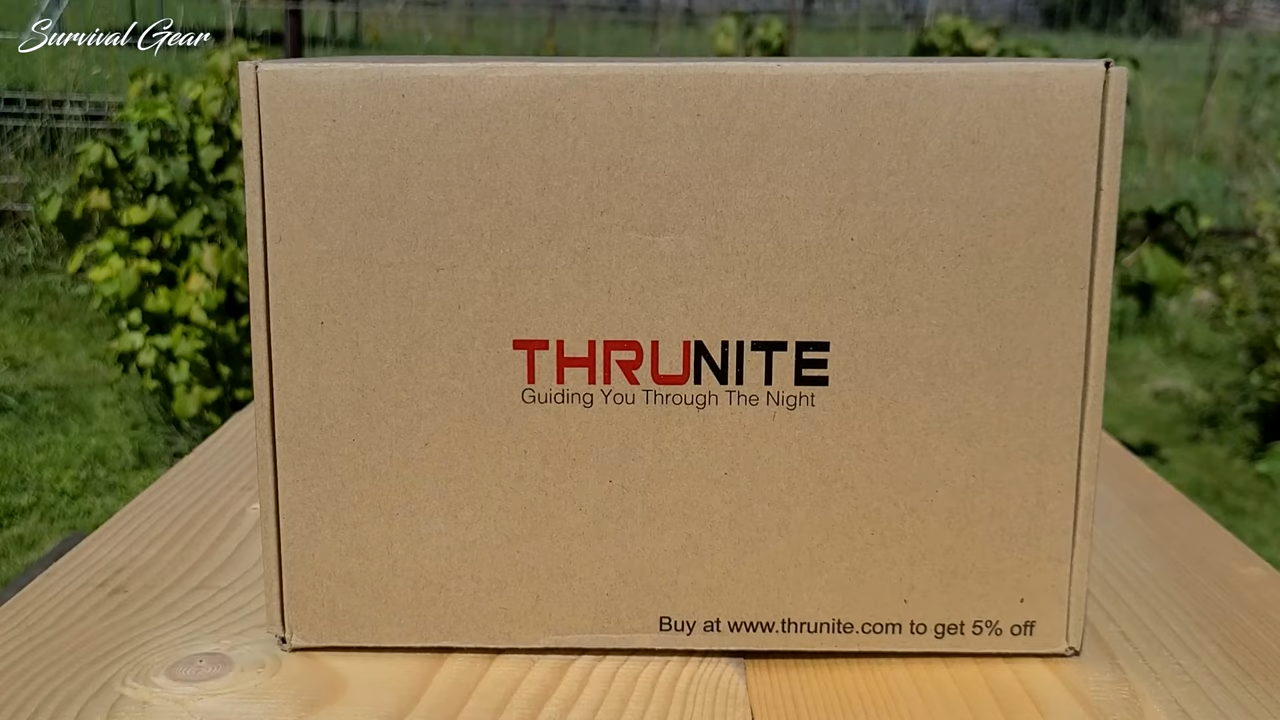 Survival Gear
THRUNITE
Guiding You Through The Night
Buy at www.thrunite.com to get 5% off